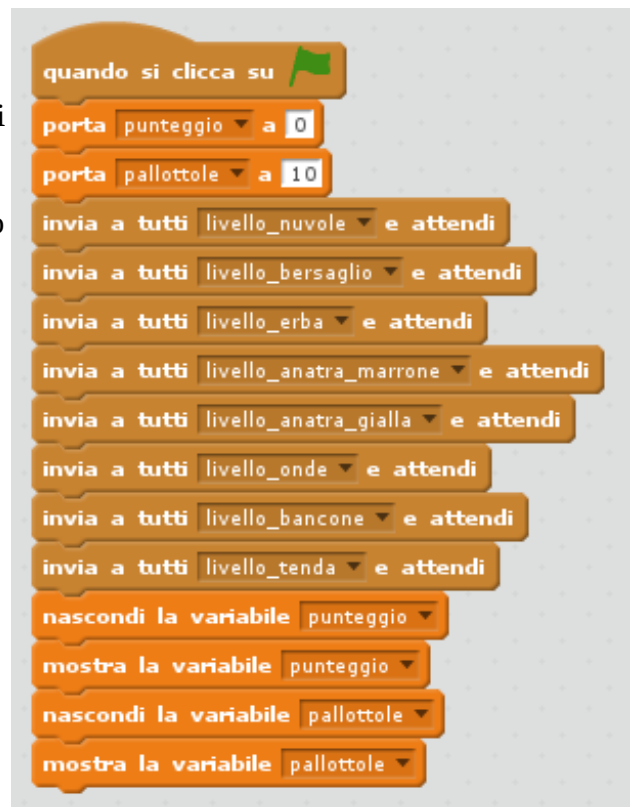 quando si clicca su
i
porta punteggio a 0
porta pallottole a 10
o
invia a tutti livello_nuvole e attendi
invia a tutti livello_bersaglio e attendi
invia a tutti livello_erba e attendi
invia a tutti livello_anatra_marrone e attendi
invia a tutti livello_anatra_gialla e attendi
invia a tutti livello_onde e attendi
invia a tutti livello_bancone e attendi
invia a tutti livello_tenda e attendi
nascondi la variabile punteggio
mostra la variabile punteggio
nascondi la variabile pallottole
mostra la variabile pallottole